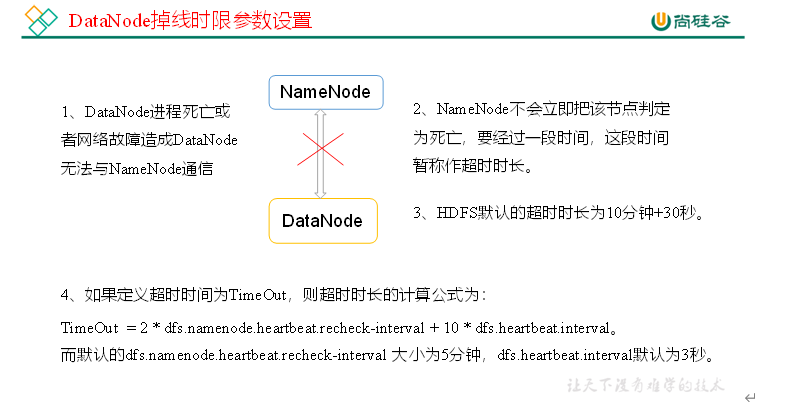 DataNode掉线时限参数设置
尚硅谷
NameNode
1、DataNode进程死亡或
者网络故障造成DataNode
无法与NameNode通信
2、NameNode不会立即把该节点判定
为死亡，要经过一段时间，这段时间
暂称作超时时长。
3、HDFS默认的超时时长为10分钟+30秒。
DataNode
4、如果定义超时时间为TimeOut，则超时时长的计算公式为：
TimeOut = 2 * dfs.namenode.heartbeat.recheck-interval + 10 * dfs.heartbeat.interval。
而默认的dfs.namenode.heartbeat.recheck-interval 大小为5分钟，dfs.heartbeat.interval默认为3秒。
让天下没有难学的技术